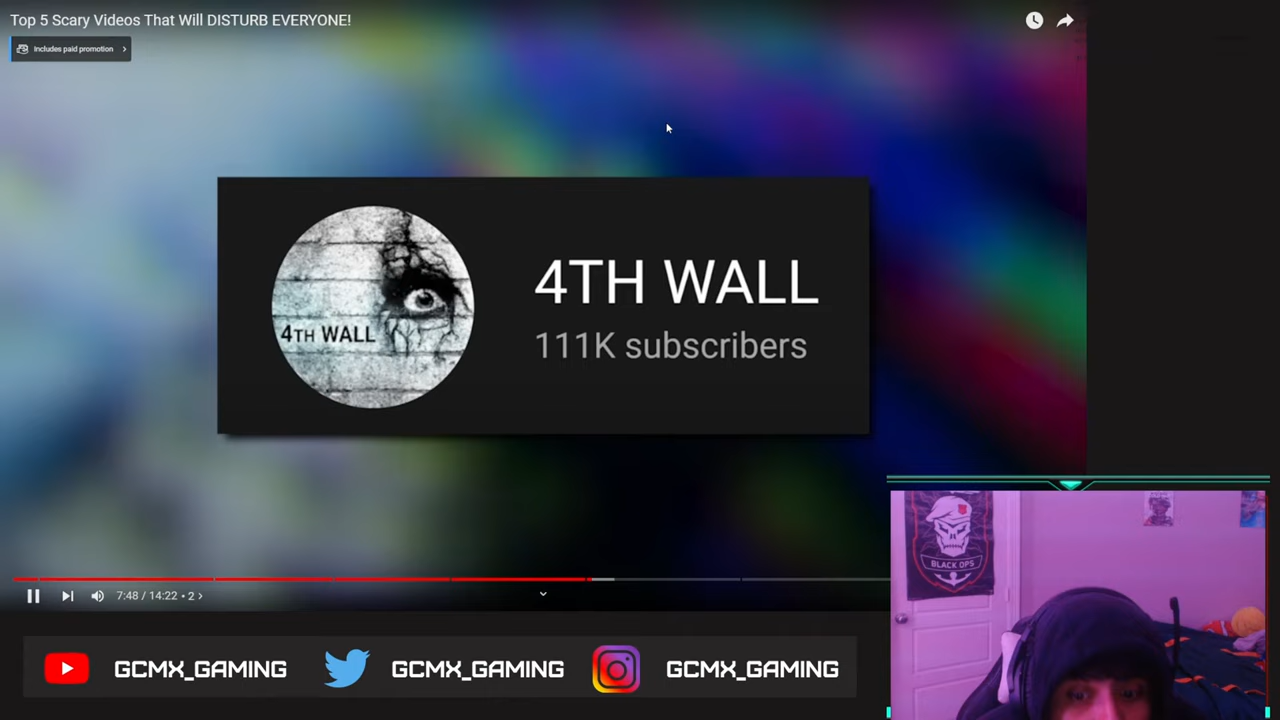 Top 5 Scary Videos That Will DISTURB EVERYONE!
Includes paid promotion
4TH WALL
4TH WALL
111K subscribers
7:48 / 14:22 • 2
BLACK OPS
GCMX_GAMING
GCMX_GAMING
GCMX_GAMING